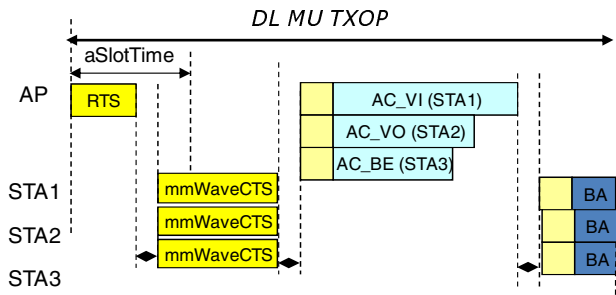 DL MU TXOP
aSlotTime
AP
RTS
AC_VI (STA1)
AC_VO (STA2)
AC_BE (STA3)
STA1
mmWaveCTS
BA
STA2
mmWaveCTS
BA
STA3
mmWaveCTS
BA